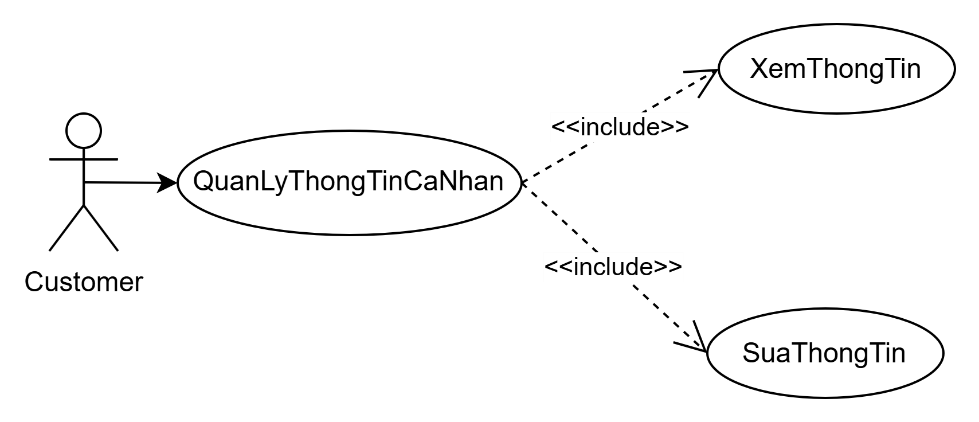 XemThongTin
<<include>>
QuanLyThongTinCaNhan
<<include>>
Customer
SuaThongTin